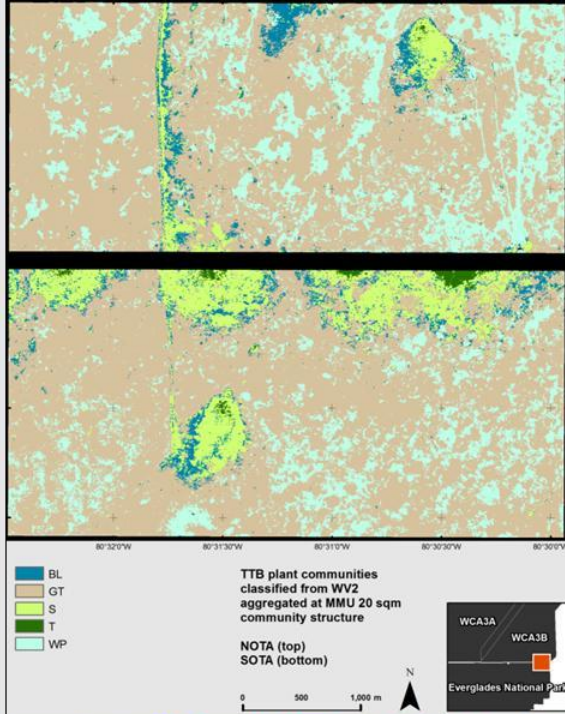 80°32'0"W 80°31'30"W 80°31'0"W 80°30'30"W 80°30'0"W
BL
GT
S
T
WP
TTB plant communities
classified from WV2
aggregated at MMU 20 sqm
community structure
NOTA (top)
SOTA (bottom)
N
0 500 1,000 m
WCA3A
WCA3B
Everglades National Park